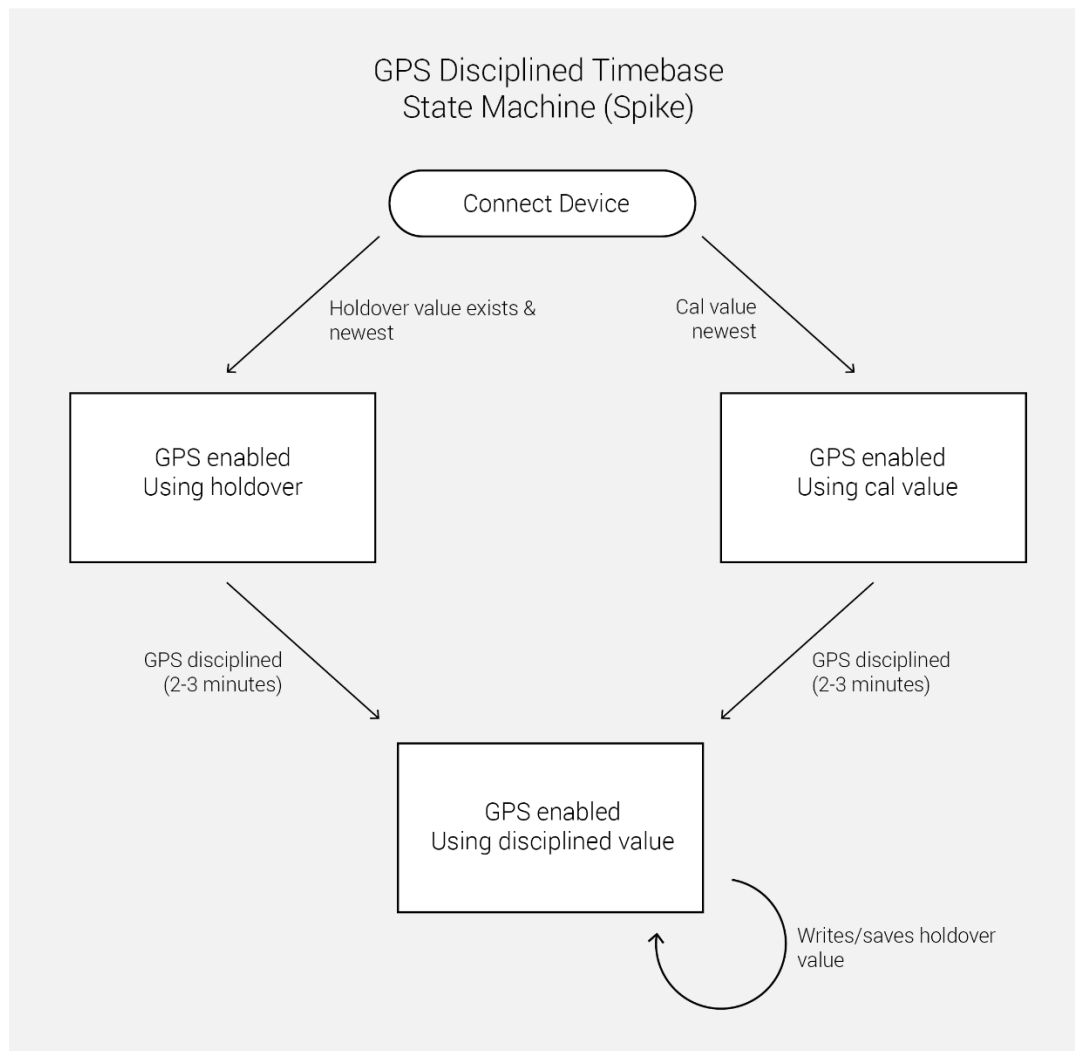 GPS Disciplined Timebase
State Machine (Spike)
Connect Device
Holdover value exists &
newest
Cal value
newest
GPS enabled
Using holdover
GPS enabled
Using cal value
GPS disciplined
(2-3 minutes)
GPS disciplined
(2-3 minutes)
GPS enabled
Using disciplined value
Writes/saves holdover
value